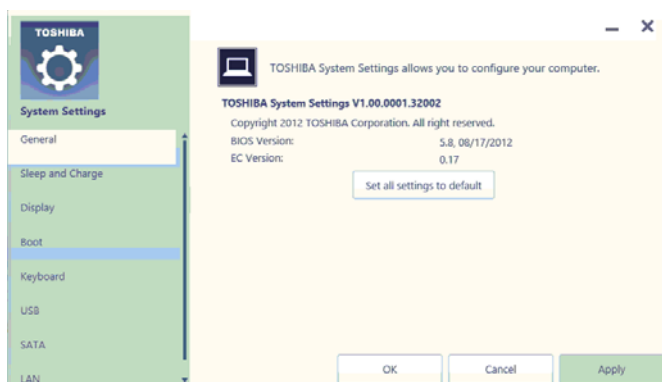 TOSHIBA
System Settings
General
Sleep and Charge
Display
Boot
Keyboard
USB
SATA
LAN
TOSHIBA System Settings allows you to configure your computer.
TOSHIBA System Settings V1.00.0001.32002
Copyright 2012 TOSHIBA Corporation. All right reserved.
BIOS Version: 5.8, 08/17/2012
EC Version: 0.17
Set all settings to default
OK Cancel Apply